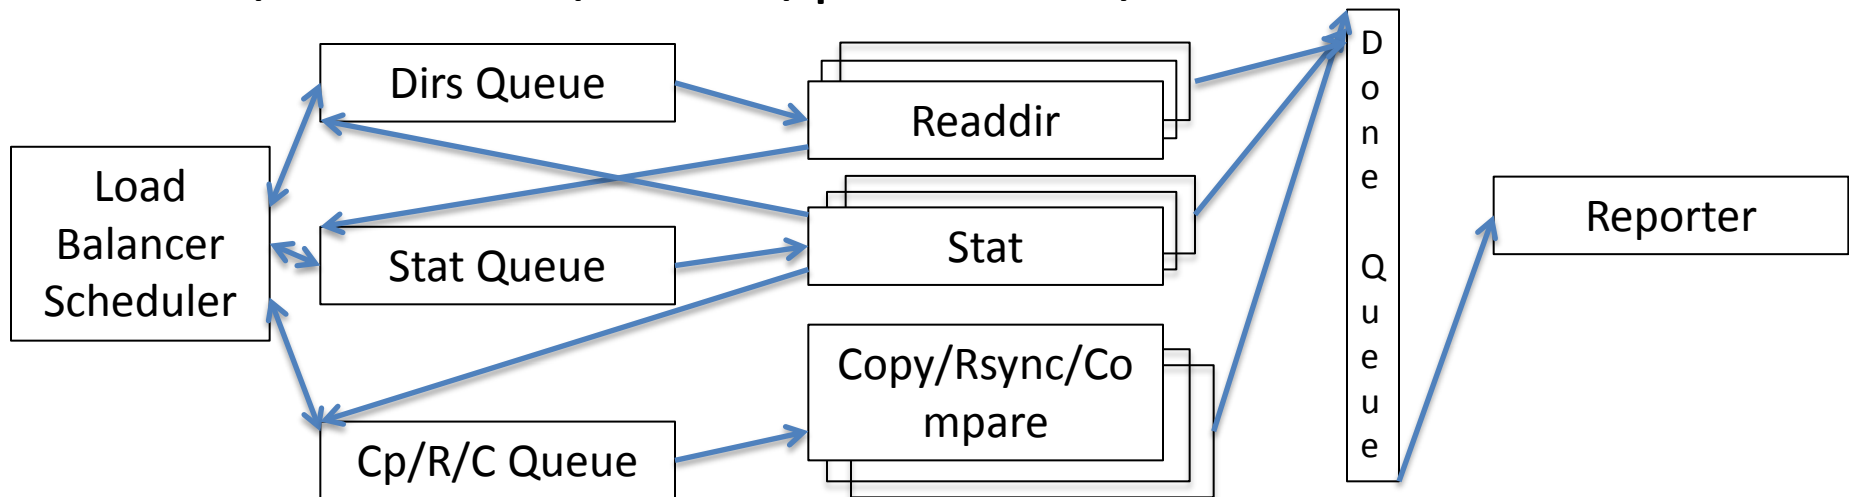 Dirs Queue
Readdir
Load
Balancer
Scheduler
Stat Queue
Stat
Cp/R/C Queue
Copy/Rsync/Co
mpare
D
o
n
e
Q
u
e
u
e
Reporter